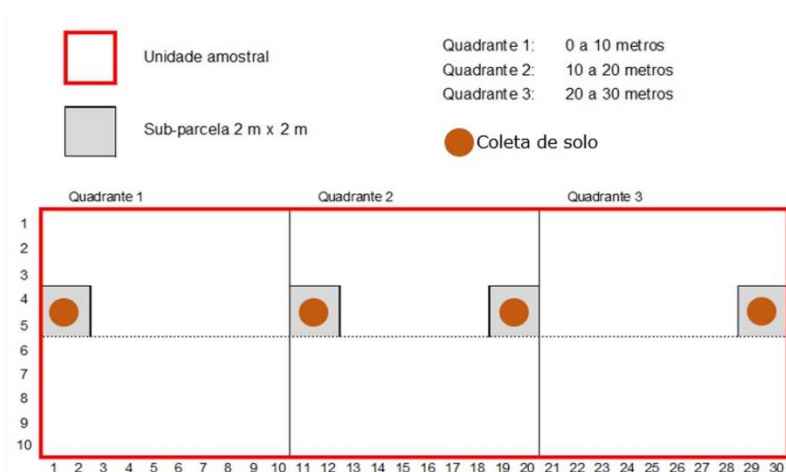 Unidade amostral
Sub-parcela 2 m x 2 m
Quadrante 1: 0 a 10 metros
Quadrante 2: 10 a 20 metros
Quadrante 3: 20 a 30 metros
Coleta de solo
Quadrante 1 Quadrante 2 Quadrante 3
1
2
3
4
5
6
7
8
9
10
1 2 3 4 5 6 7 8 9 10 11 12 13 14 15 16 17 18 19 20 21 22 23 24 25 26 27 28 29 30